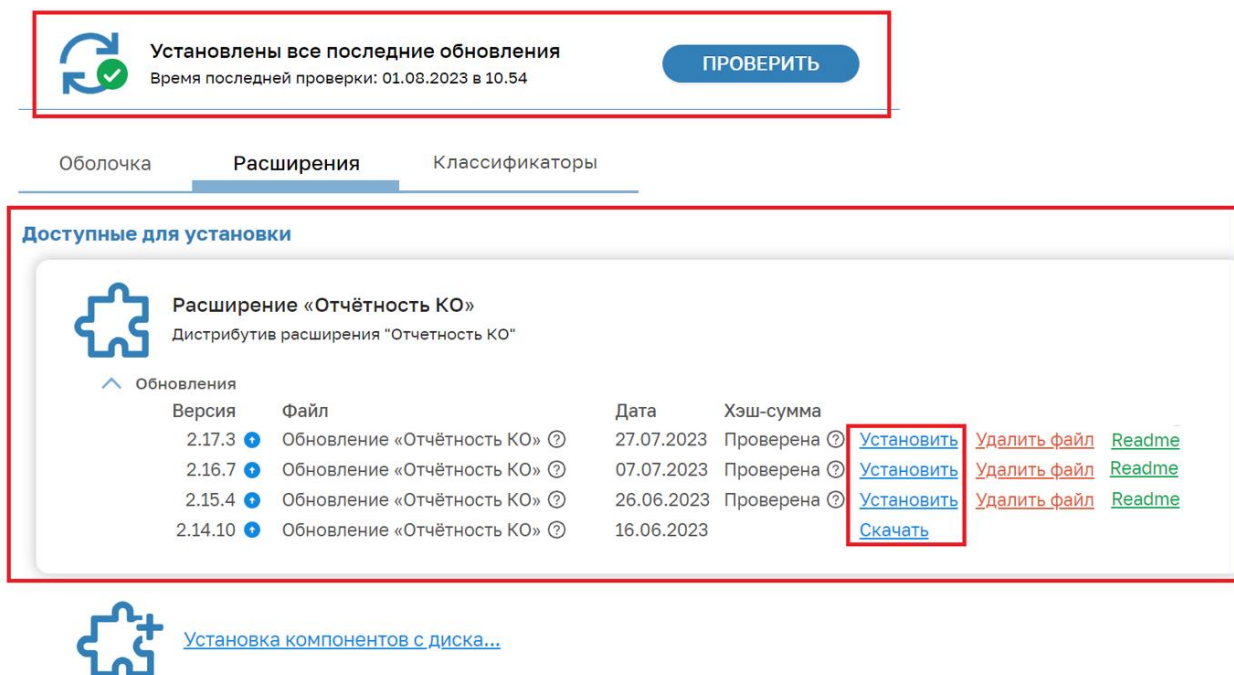 Установлены все последние обновления
Время последней проверки: 01.08.2023 в 10.54
ПРОВЕРИТЬ
Оболочка Расширения Классификаторы
Доступные для установки
Расширение «Отчётность КО»
Дистрибутив расширения "Отчетность КО"
Обновления
Версия Файл Дата Хэш-сумма
2.17.3 Обновление «Отчётность КО» 27.07.2023 Проверена Установить Удалить файл Readme
2.16.7 Обновление «Отчётность КО» 07.07.2023 Проверена Установить Удалить файл Readme
2.15.4 Обновление «Отчётность КО» 26.06.2023 Проверена Установить Удалить файл Readme
2.14.10 Обновление «Отчётность КО» 16.06.2023 Скачать
Установка компонентов с диска...